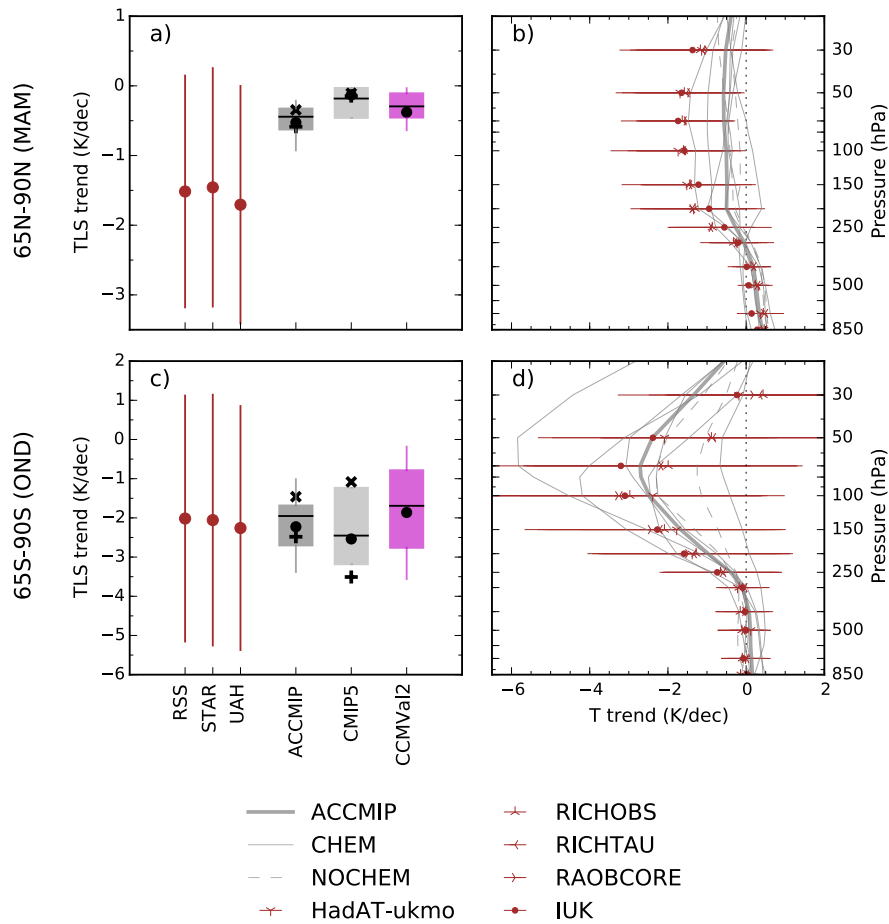 a)
1
0
−1
−2
−3
TLS trend (K/dec)
65N-90N (MAM)
b)
30
50
100
150
250
500
850
Pressure (hPa)
c)
2
1
0
−1
−2
−3
−4
−5
−6
TLS trend (K/dec)
65S-90S (OND)
RSS
STAR
UAH
ACCMIP
CMIP5
CCMVal2
d)
30
50
100
150
250
500
850
Pressure (hPa)
−6 −4 −2 0 2
T trend (K/dec)
ACCMIP
CHEM
NOCHEM
HadAT-ukmo
RICHOBS
RICHTAU
RAOBCORE
IUK